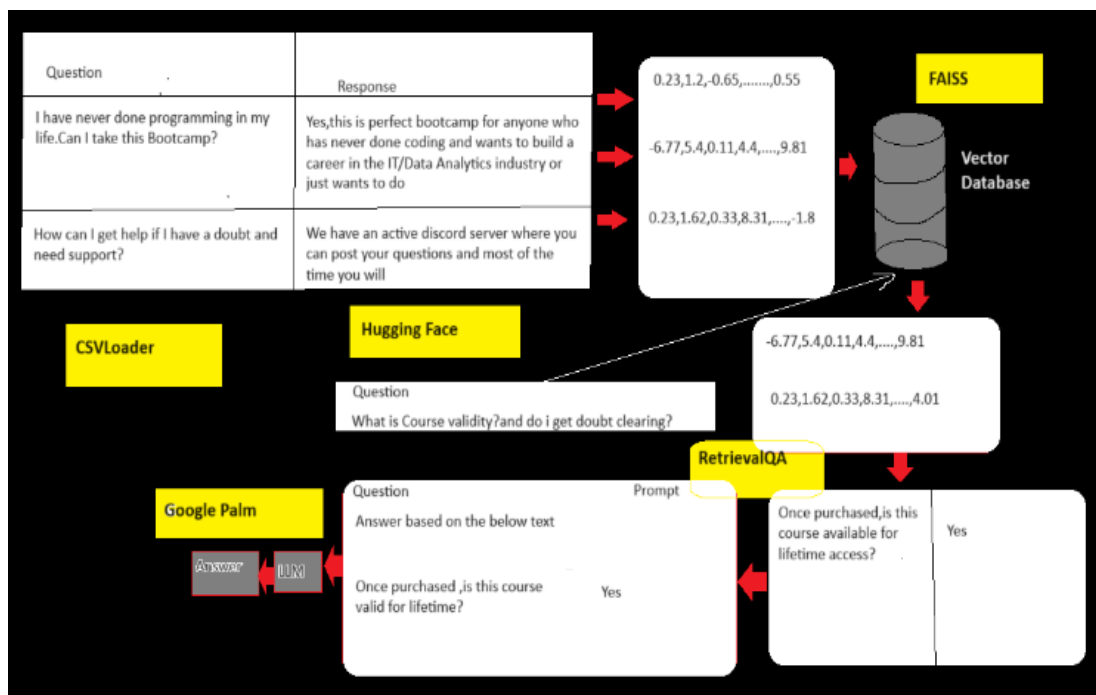 Question
Response
I have never done programming in my
life.Can I take this Bootcamp?
Yes,this is perfect bootcamp for anyone who
has never done coding and wants to build a
career in the IT/Data Analytics industry or
just wants to do
How can I get help if I have a doubt and
need support?
We have an active discord server where you
can post your questions and most of the
time you will
0.23,1.2,-0.65,.......,0.55
-6.77,5.4,0.11,4.4,....,9.81
0.23,1.62,0.33,8.31,....,-1.8
FAISS
Vector
Database
CSVLoader
Hugging Face
Question
What is Course validity?and do i get doubt clearing?
-6.77,5.4,0.11,4.4,....,9.81
0.23,1.62,0.33,8.31,....,4.01
RetrievalQA
Once purchased,is this
course available for
lifetime access?
Yes
Question
Prompt
Answer based on the below text
Once purchased ,is this course
valid for lifetime?
Yes
Google Palm
LLM
Answer